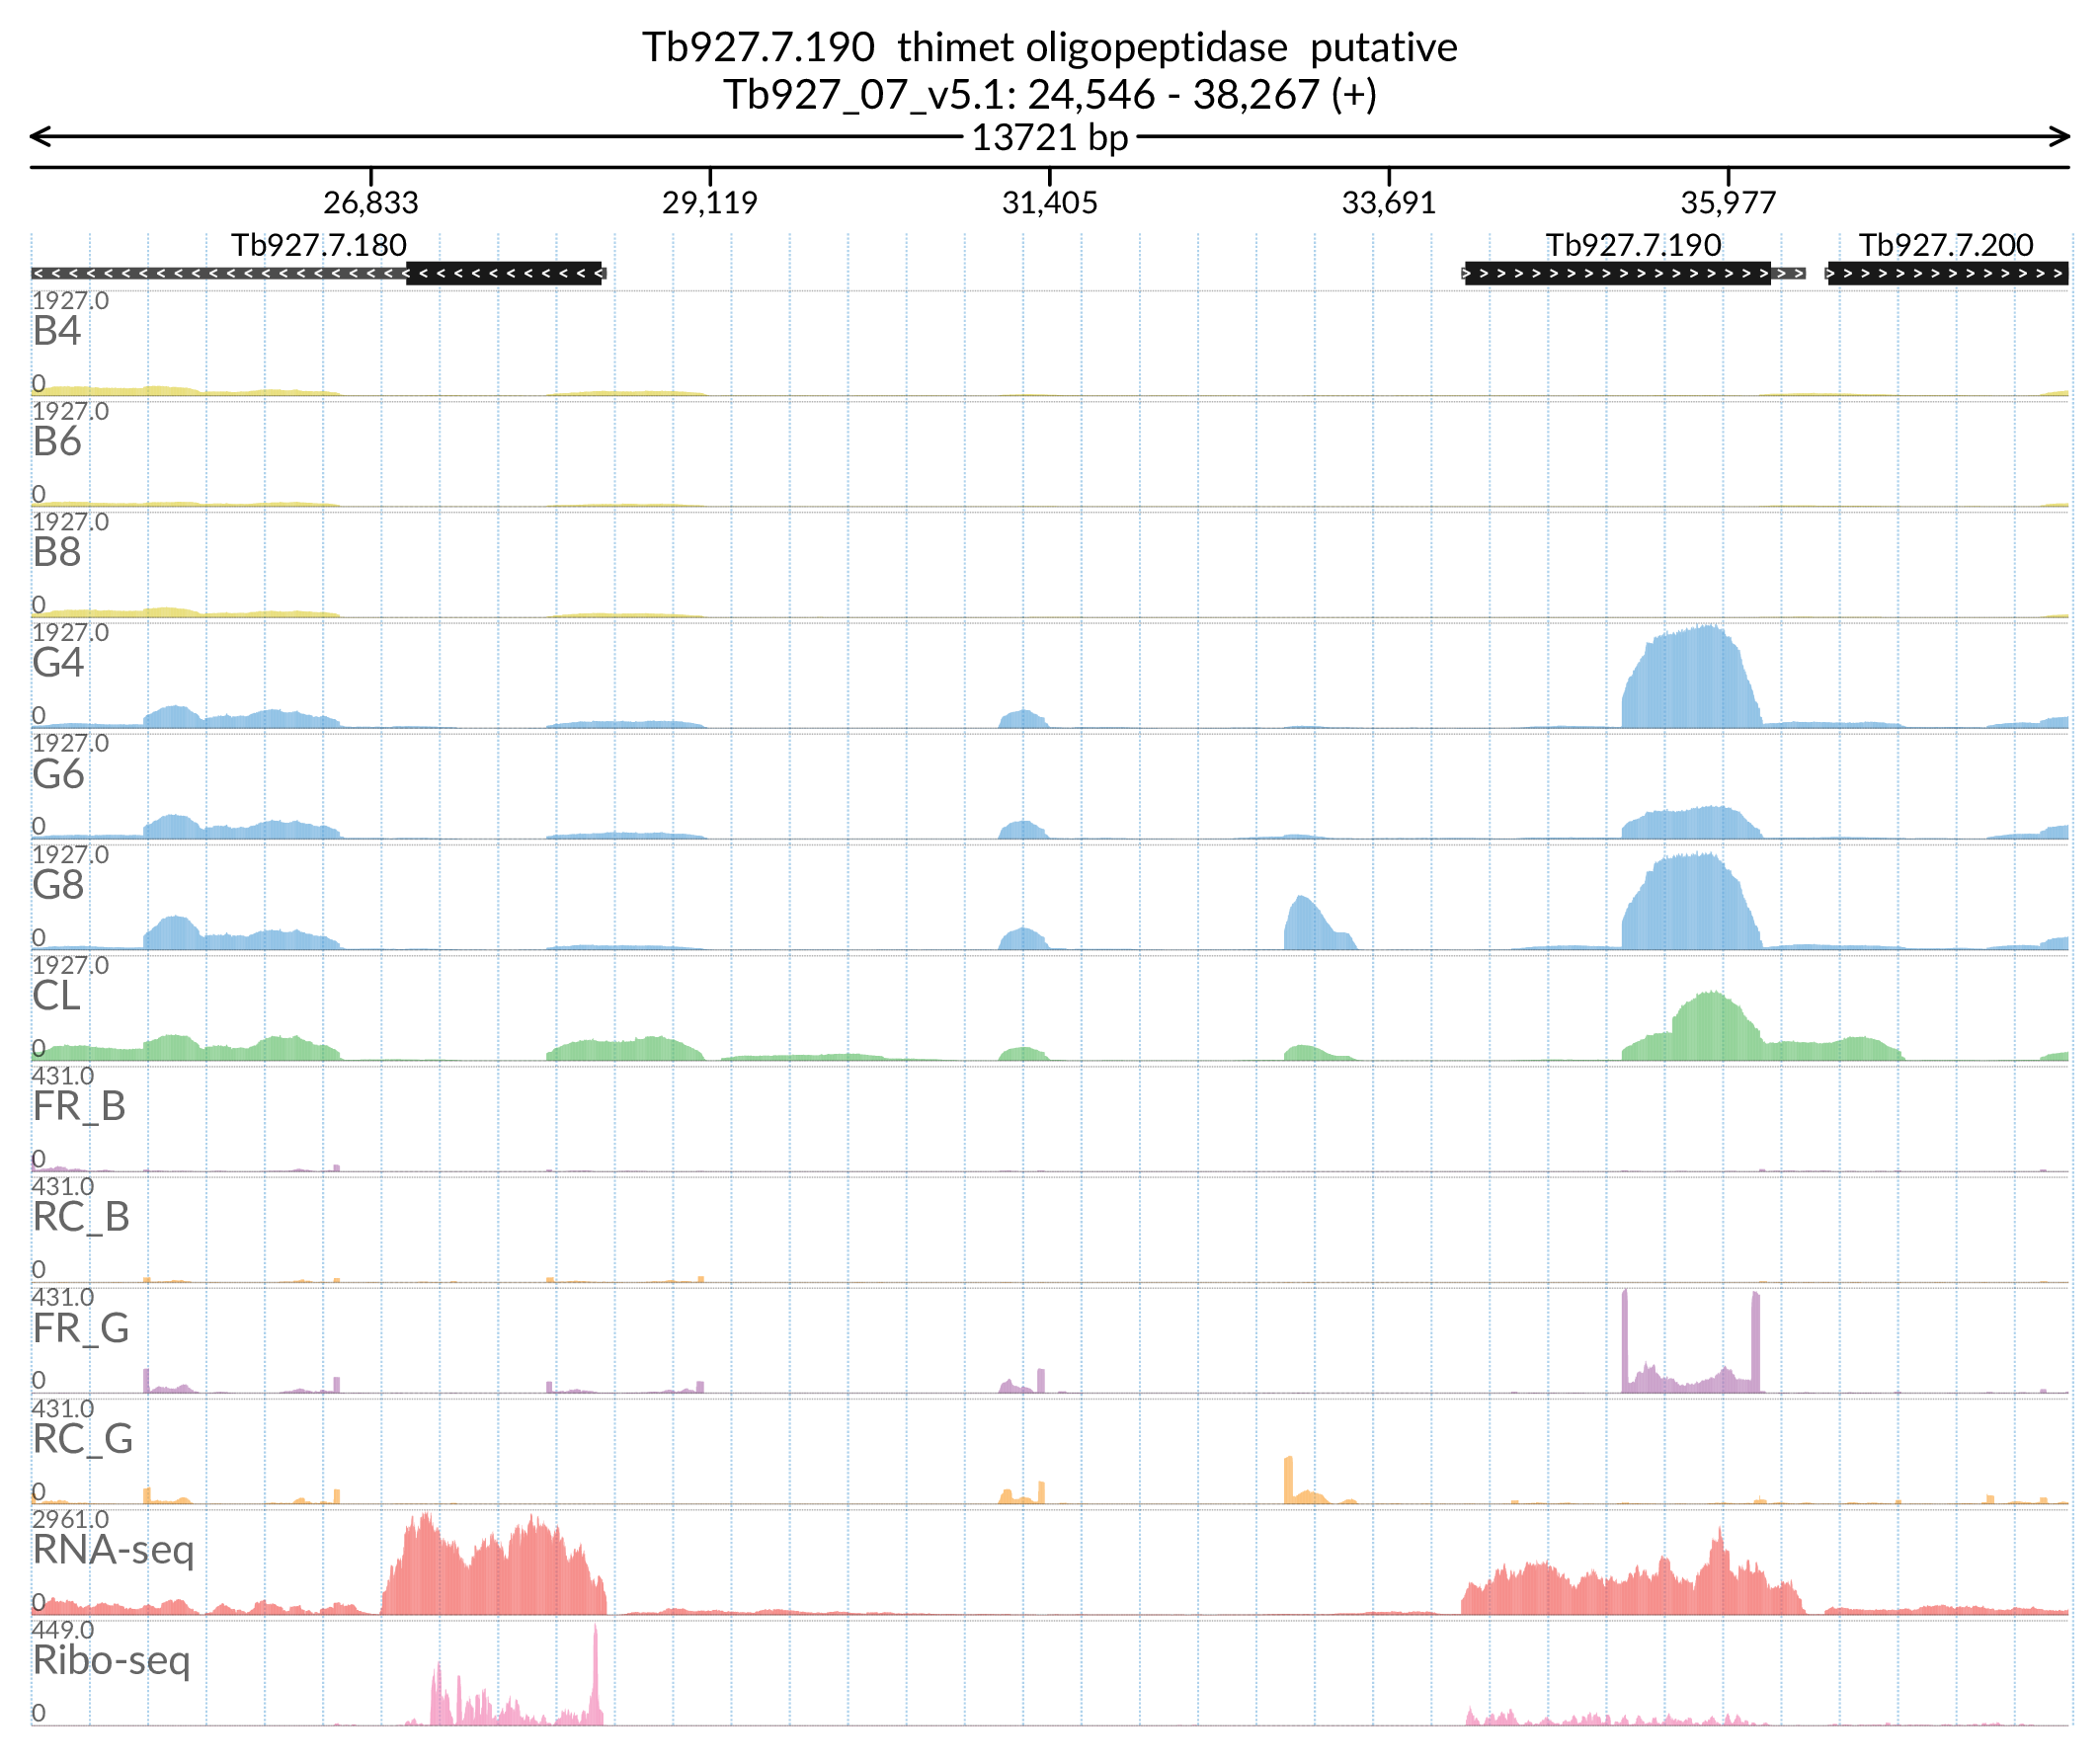 Tb927.7.190  thimet oligopeptidase  putative
Tb927_07_v5.1: 24,546 - 38,267 (+)
13721 bp
26,833 29,119 31,405 33,691 35,977
Tb927.7.180 Tb927.7.190 Tb927.7.200
1927.0
B4
0
1927.0
B6
0
1927.0
B8
0
1927.0
G4
0
1927.0
G6
0
1927.0
G8
0
1927.0
CL
0
431.0
FR_B
0
431.0
RC_B
0
431.0
FR_G
0
431.0
RC_G
0
2961.0
RNA-seq
0
449.0
Ribo-seq
0